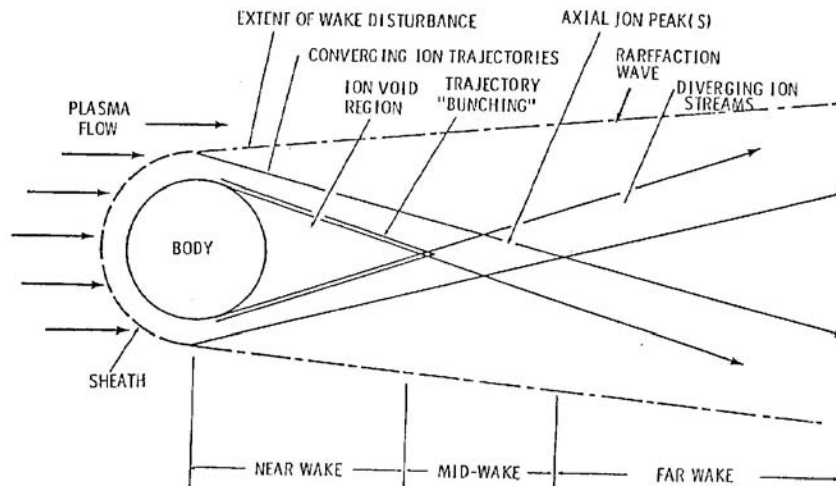 EXTENT OF WAKE DISTURBANCE
AXIAL ION PEAK(S)
CONVERGING ION TRAJECTORIES
RARFFACTION
WAVE
ION VOID
REGION
TRAJECTORY
"BUNCHING"
DIVERGING ION
STREAMS
PLASMA
FLOW
BODY
SHEATH
NEAR WAKE
MID-WAKE
FAR WAKE